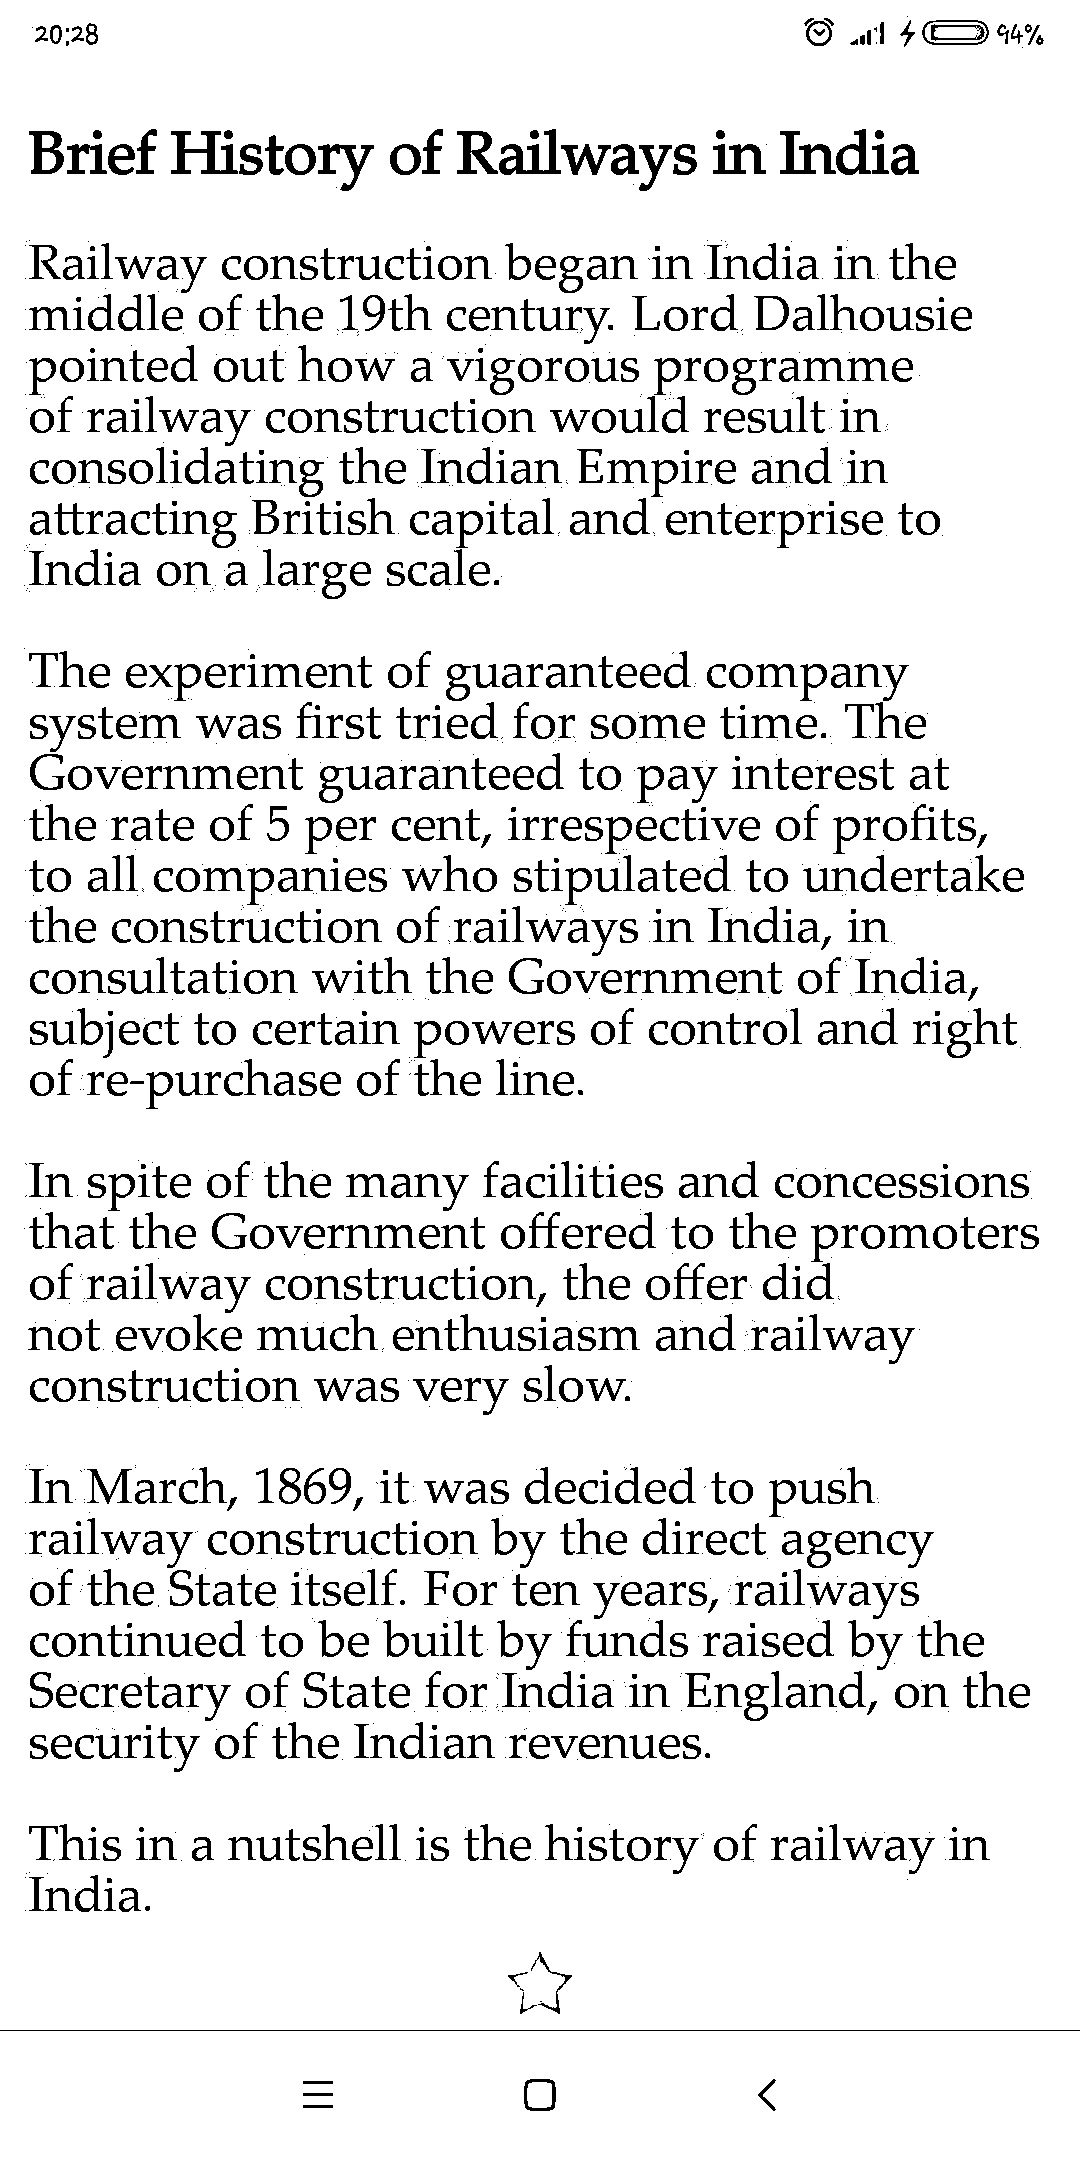 20:28
94%
Brief History of Railways in India
Railway construction began in India in the
middle of the 19th century. Lord Dalhousie
pointed out how a vigorous programme
of railway construction would result in
consolidating the Indian Empire and in
attracting British capital and enterprise to
India on a large scale.
The experiment of guaranteed company
system was first tried for some time. The
Government guaranteed to pay interest at
the rate of 5 per cent, irrespective of profits,
to all companies who stipulated to undertake
the construction of railways in India, in
consultation with the Government of India,
subject to certain powers of control and right
of re-purchase of the line.
In spite of the many facilities and concessions
that the Government offered to the promoters
of railway construction, the offer did
not evoke much enthusiasm and railway
construction was very slow.
In March, 1869, it was decided to push
railway construction by the direct agency
of the State itself. For ten years, railways
continued to be built by funds raised by the
Secretary of State for India in England, on the
security of the Indian revenues.
This in a nutshell is the history of railway in
India.